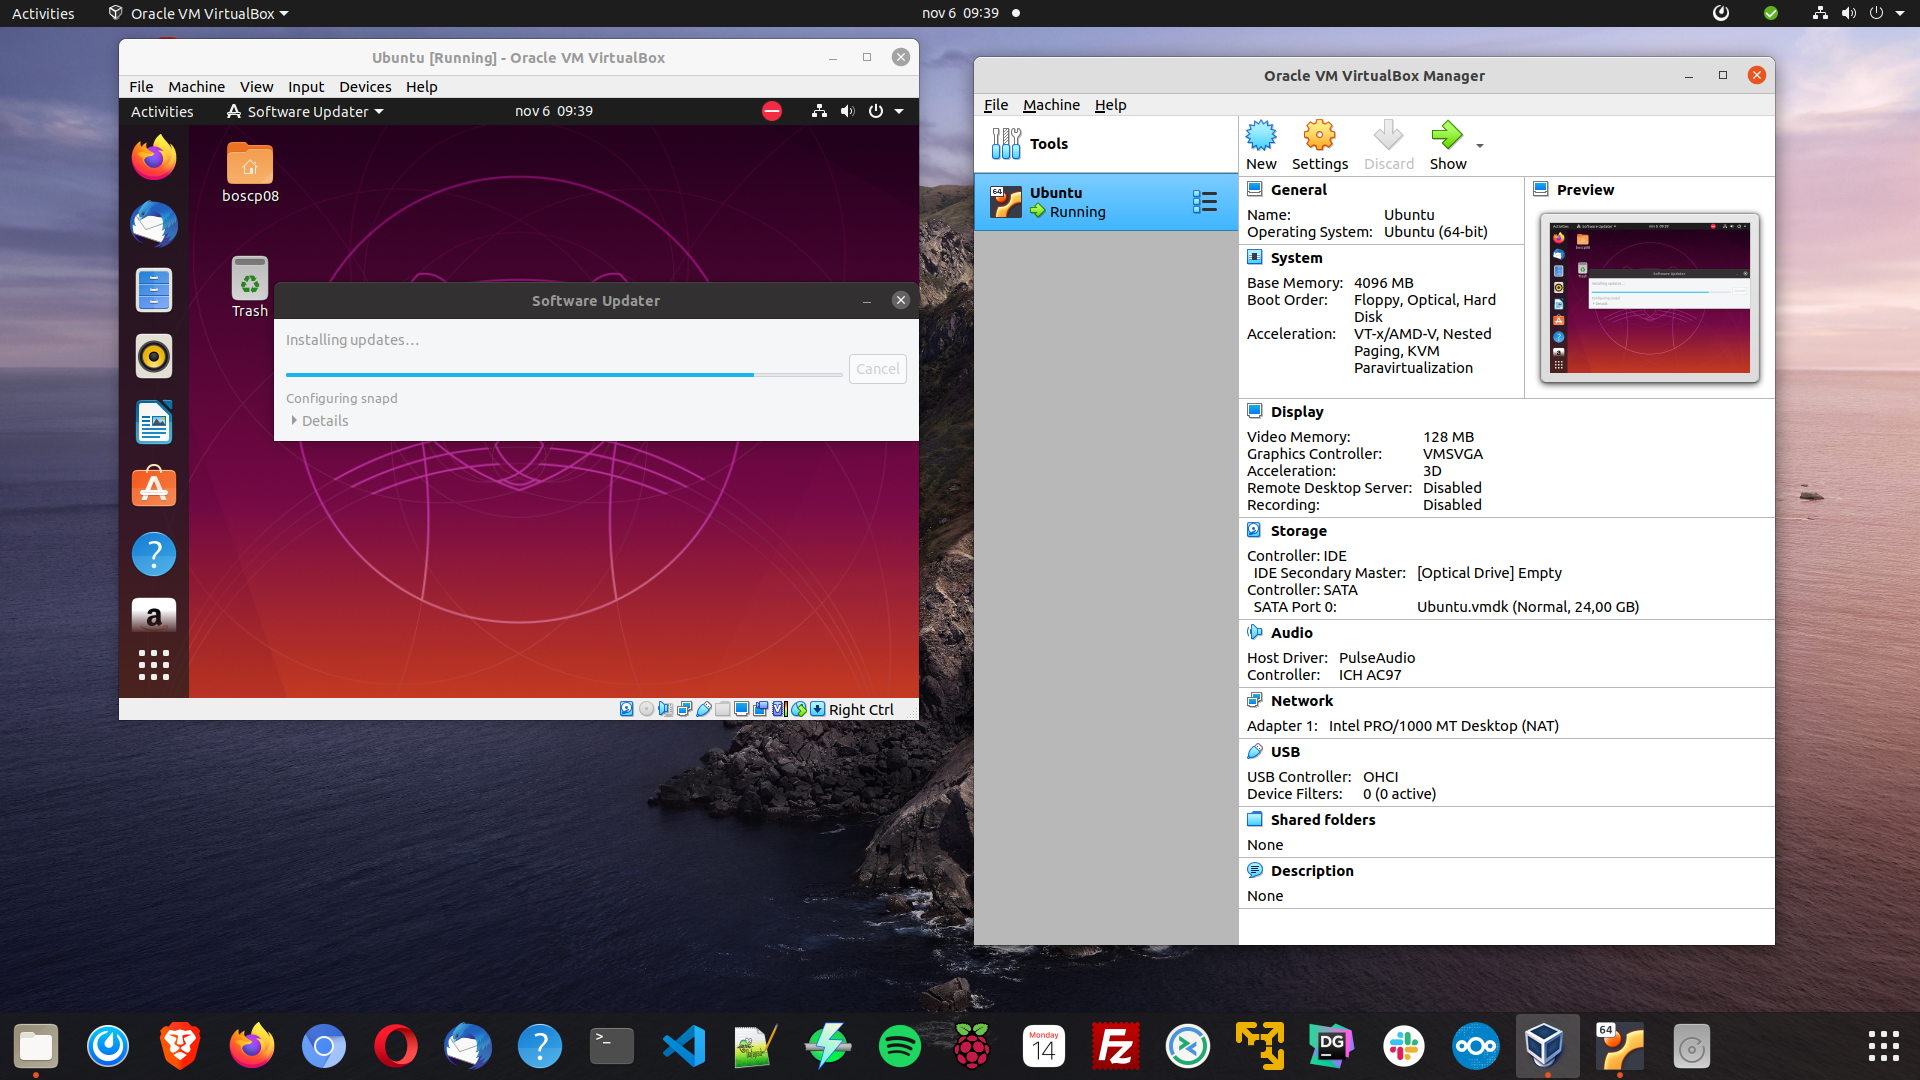 Activities
Oracle VM VirtualBox
nov 6 09:39
Ubuntu [Running] - Oracle VM VirtualBox
File Machine View Input Devices Help
Activities
Software Updater
nov 6 09:39
boscp08
Trash
Software Updater
Installing updates…
Cancel
Configuring snapd
Details
Right Ctrl
Oracle VM VirtualBox Manager
File Machine Help
Tools
New Settings Discard Show
64
Ubuntu
Running
General
Name: Ubuntu
Operating System: Ubuntu (64-bit)
Preview
System
Base Memory: 4096 MB
Boot Order: Floppy, Optical, Hard
Disk
Acceleration: VT-x/AMD-V, Nested
Paging, KVM
Paravirtualization
Display
Video Memory: 128 MB
Graphics Controller: VMSVGA
Acceleration: 3D
Remote Desktop Server: Disabled
Recording: Disabled
Storage
Controller: IDE
IDE Secondary Master: [Optical Drive] Empty
Controller: SATA
SATA Port 0: Ubuntu.vmdk (Normal, 24,00 GB)
Audio
Host Driver: PulseAudio
Controller: ICH AC97
Network
Adapter 1: Intel PRO/1000 MT Desktop (NAT)
USB
USB Controller: OHCI
Device Filters: 0 (0 active)
Shared folders
None
Description
None
Monday
14
Fz
DG
64